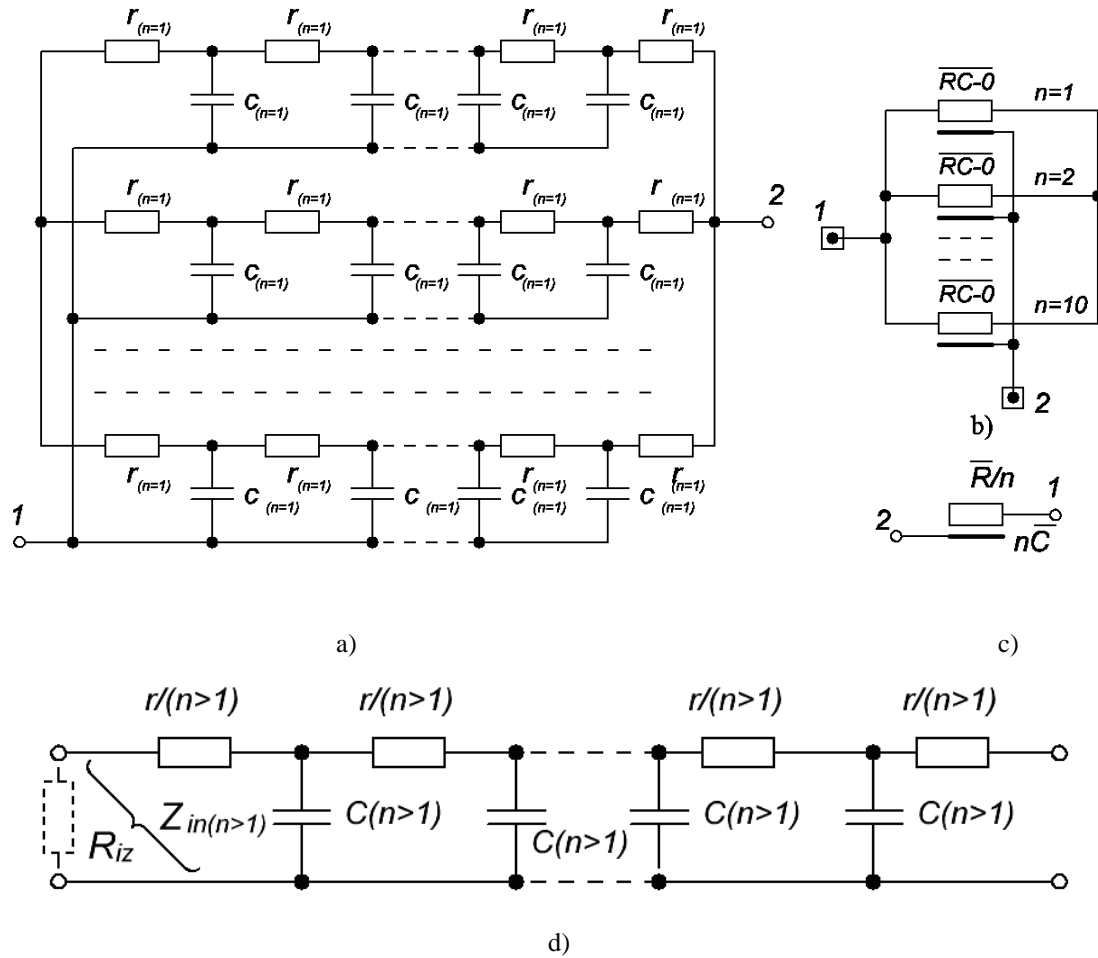 r(n=1) r(n=1) r(n=1) r(n=1)
c(n=1) c(n=1) c(n=1) c(n=1)
r(n=1) r(n=1) r(n=1) r(n=1)
2
c(n=1) c(n=1) c(n=1) c(n=1)
r(n=1) r(n=1) r(n=1) r(n=1)
c(n=1) c(n=1) c(n=1) c(n=1)
1
a)
RC-0 n=1
RC-0 n=2
1
RC-0 n=10
2
b)
R/n
1
2
nC
c)
r/(n>1) r/(n>1) r/(n>1) r/(n>1)
Riz Zin(n>1) C(n>1) C(n>1) C(n>1) C(n>1)
d)